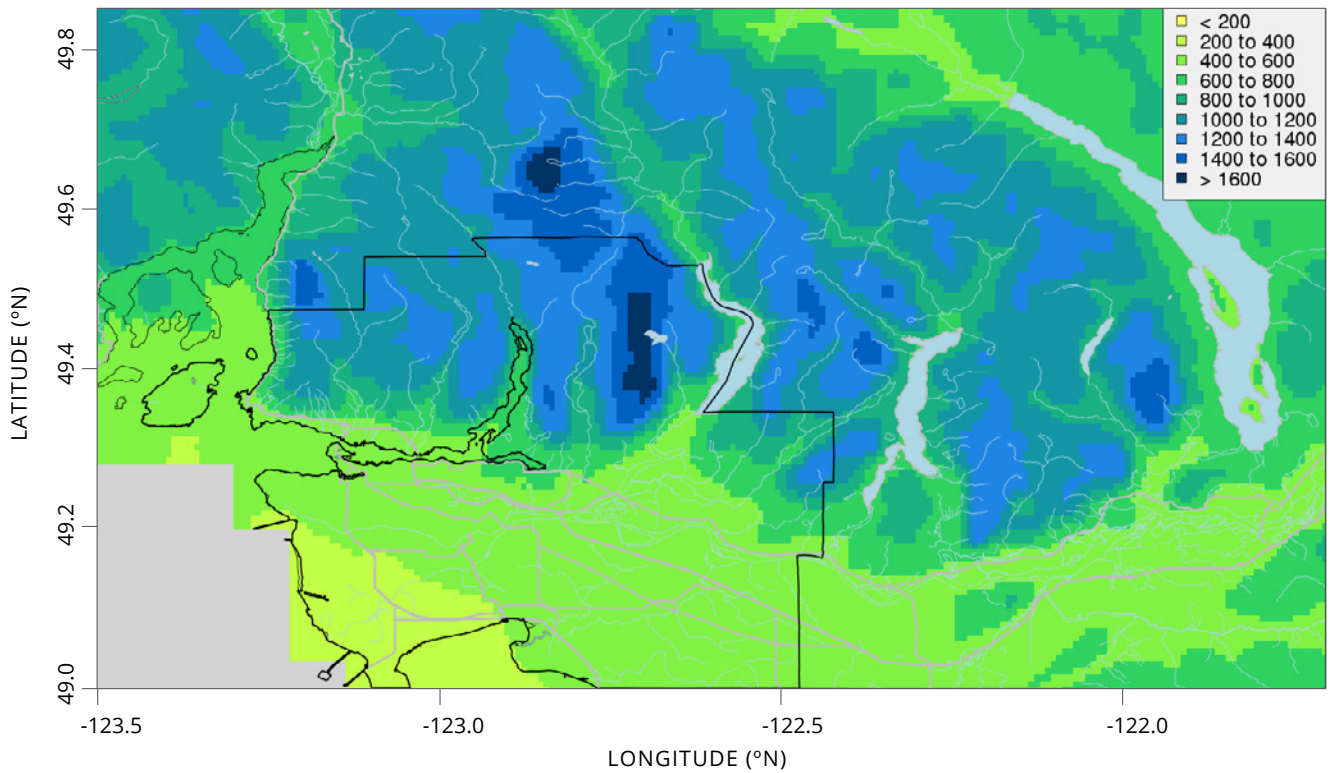 < 200
200 to 400
400 to 600
600 to 800
800 to 1000
1000 to 1200
1200 to 1400
1400 to 1600
> 1600
49.8
49.6
49.4
49.2
49.0
LATITUDE (ºN)
-123.5
-123.0
-122.5
-122.0
LONGITUDE (ºN)